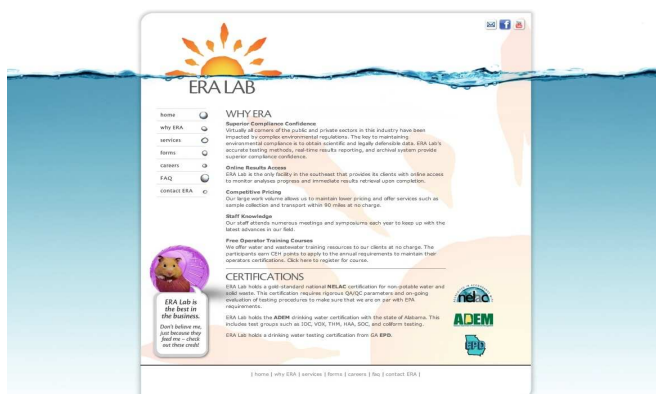 ERA LAB
home
why ERA
services
forms
careers
FAQ
contact ERA
WHY ERA
Superior Compliance Confidence
Virtually all corners of the public and private sectors in this industry have been
impacted by complex environmental regulations. The key to maintaining
environmental compliance is to obtain scientific and legally defensible data. ERA Lab's
accurate testing methods, real-time results reporting, and archival system provide
superior compliance confidence.
Online Results Access
ERA Lab is the only facility in the southeast that provides its clients with online access
to monitor analyses progress and immediate results retrieval upon completion.
Competitive Pricing
Our large work volume allows us to maintain lower pricing and offer services such as
sample collection and transport within 90 miles at no charge.
Staff Knowledge
Our staff attends numerous meetings and symposiums each year to keep up with the
latest advances in our field.
Free Operator Training Courses
We offer water and wastewater training resources to our clients at no charge. The
participants earn CEH points to apply to the annual requirements to maintain their
operators certifications. Click here to register for course.
CERTIFICATIONS
ERA Lab holds a gold-standard national NELAC certification for non-potable water and
solid waste. This certification requires rigorous QA/QC parameters and on-going
evaluation of testing procedures to make sure that we are on par with EPA
requirements.
ERA Lab holds the ADEM drinking water certification with the state of Alabama. This
includes test groups such as IOC, VOX, THM, HAA, SOC, and coliform testing.
ERA Lab holds a drinking water testing certification from GA EPD.
ERA Lab is
the best in
the business.
Don't believe me,
just because they
feed me – check
out these creds!
nelac
ADEM
EPD
| home | why ERA | services | forms | careers | faq | contact ERA |